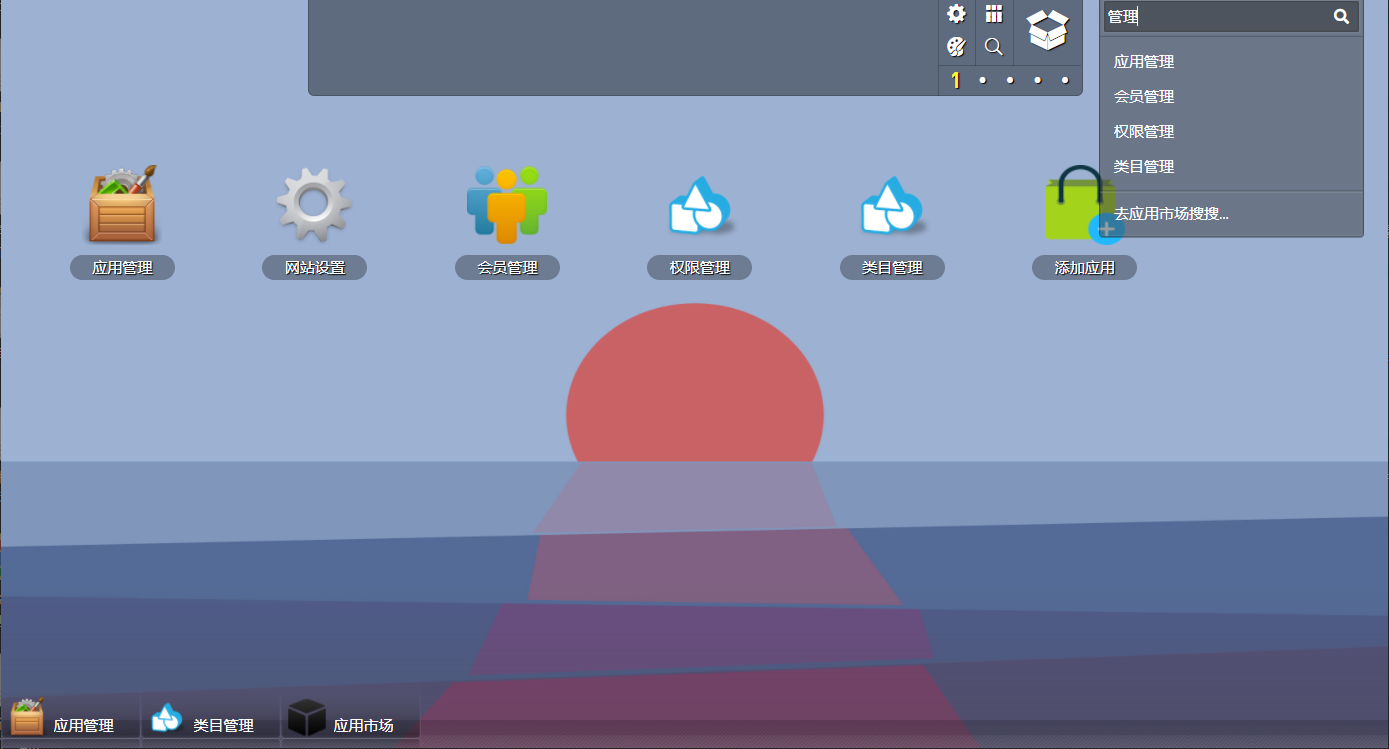 管理
1
应用管理
会员管理
权限管理
类目管理
去应用市场搜搜...
应用管理
网站设置
会员管理
权限管理
类目管理
添加应用
应用管理
类目管理
应用市场